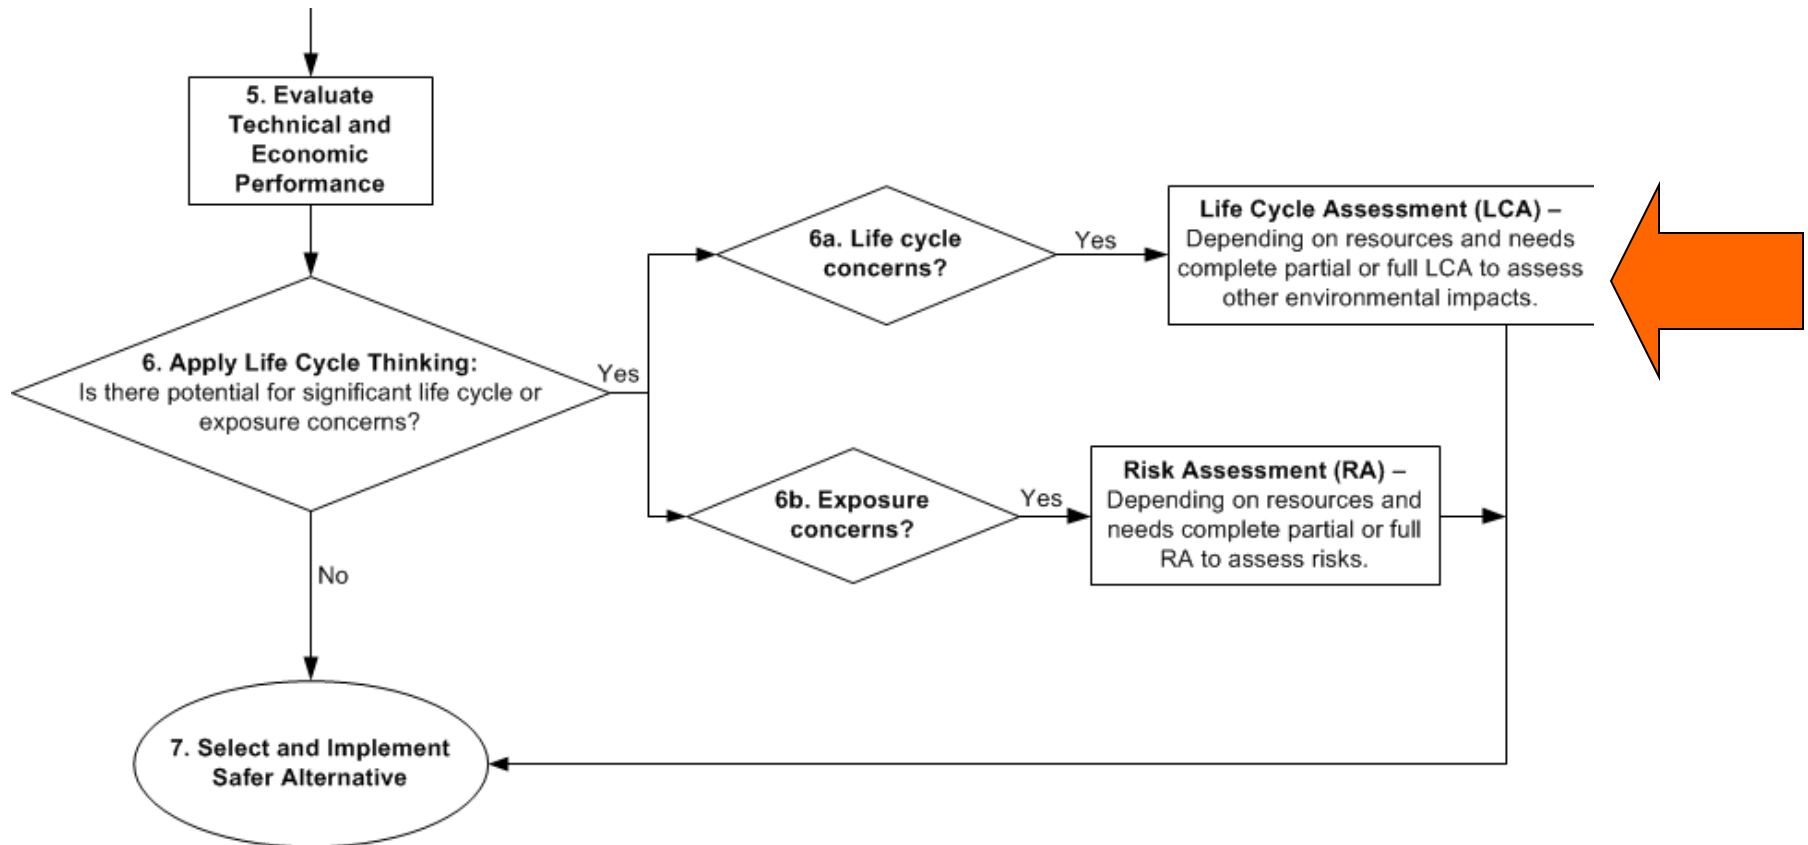 5. Evaluate
Technical and
Economic
Performance
6. Apply Life Cycle Thinking:
Is there potential for significant life cycle or
exposure concerns?
Yes
No
6a. Life cycle
concerns?
Yes
Life Cycle Assessment (LCA) –
Depending on resources and needs
complete partial or full LCA to assess
other environmental impacts.
6b. Exposure
concerns?
Yes
Risk Assessment (RA) –
Depending on resources and
needs complete partial or full
RA to assess risks.
7. Select and Implement
Safer Alternative